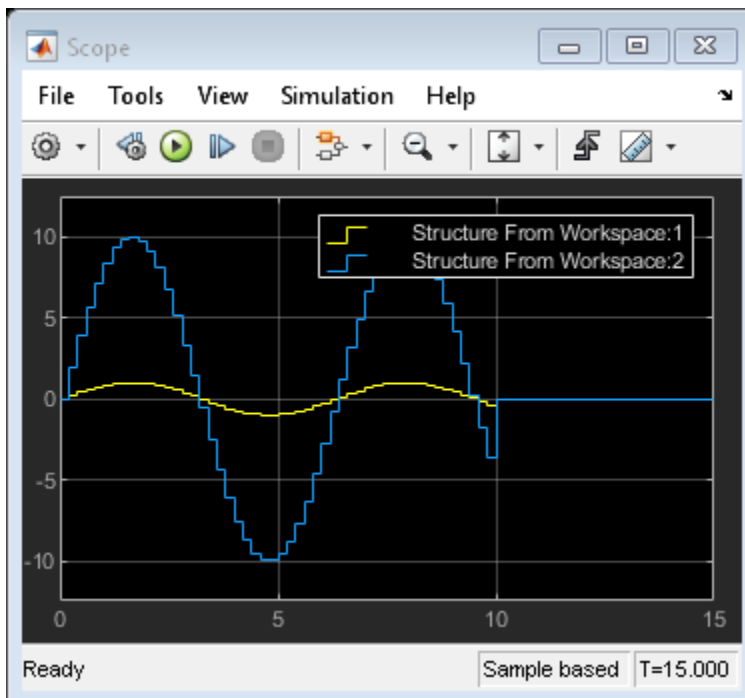 Scope
File Tools View Simulation Help
Structure From Workspace:1
Structure From Workspace:2
10
5
0
-5
-10
0 5 10 15
Ready Sample based T=15.000